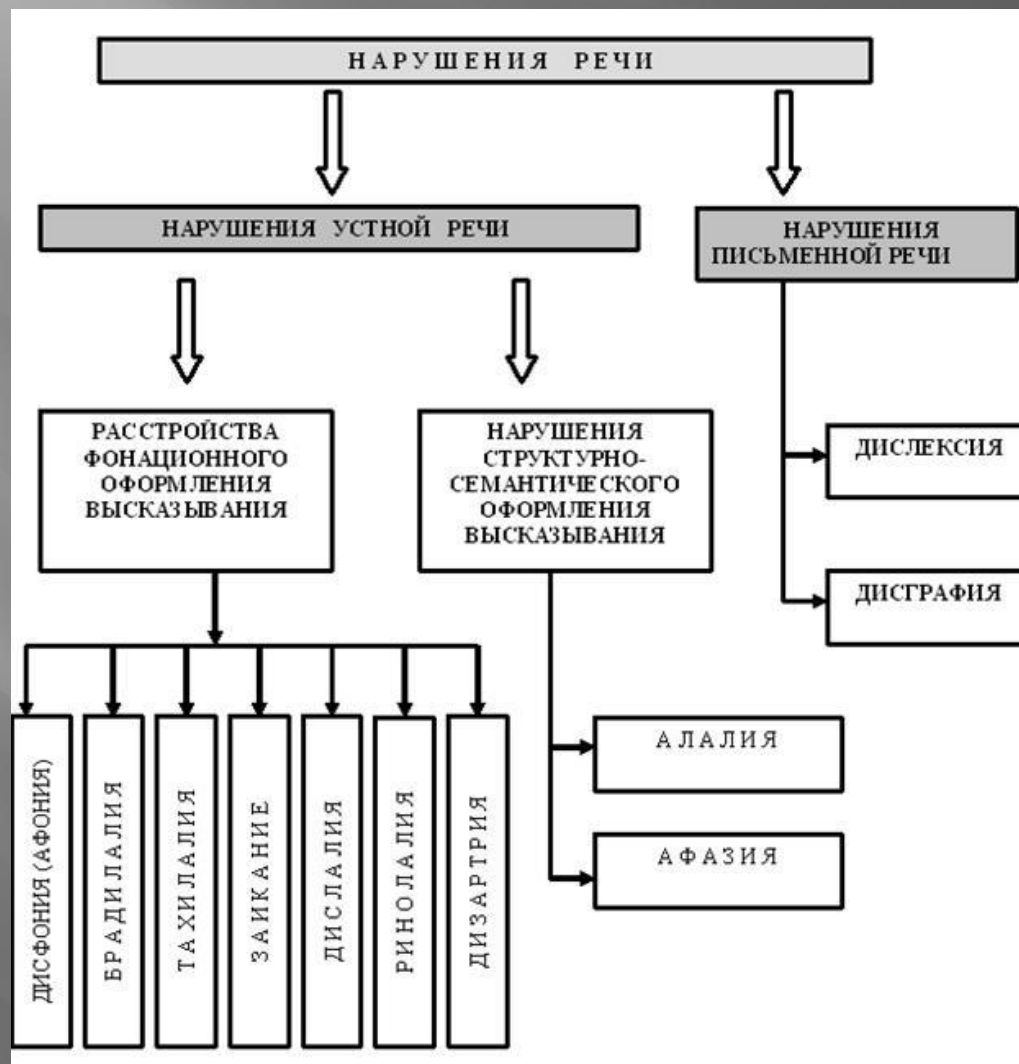 НАРУШЕНИЯ РЕЧИ
НАРУШЕНИЯ УСТНОЙ РЕЧИ
НАРУШЕНИЯ
ПИСЬМЕННОЙ РЕЧИ
РАССТРОЙСТВА
ФОНАЦИОННОГО
ОФОРМЛЕНИЯ
ВЫСКАЗЫВАНИЯ
НАРУШЕНИЯ
СТРУКТУРНО-
СЕМАНТИЧЕСКОГО
ОФОРМЛЕНИЯ
ВЫСКАЗЫВАНИЯ
ДИСЛЕКСИЯ
ДИСГРАФИЯ
ДИСФОНИЯ (АФОНИЯ)
БРАДИЛАЛИЯ
ТАХИЛАЛИЯ
ЗАИКАНИЕ
ДИСЛАЛИЯ
РИНОЛАЛИЯ
ДИЗАРТРИЯ
АЛАЛИЯ
АФАЗИЯ